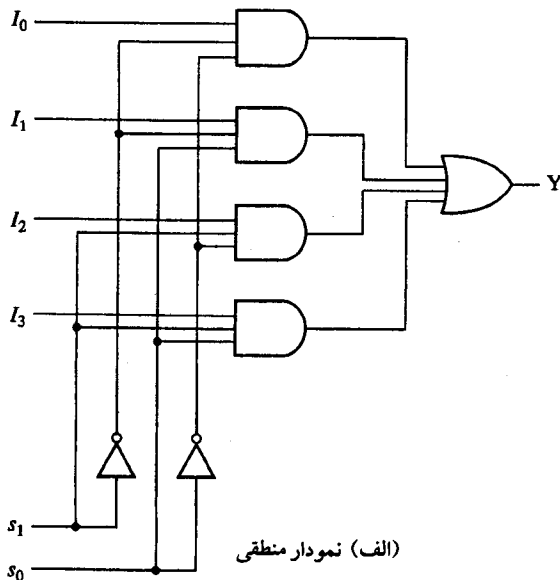 I₀
I₁
Y
I₂
I₃
s₁
s₀
(الف) نمودار منطقی